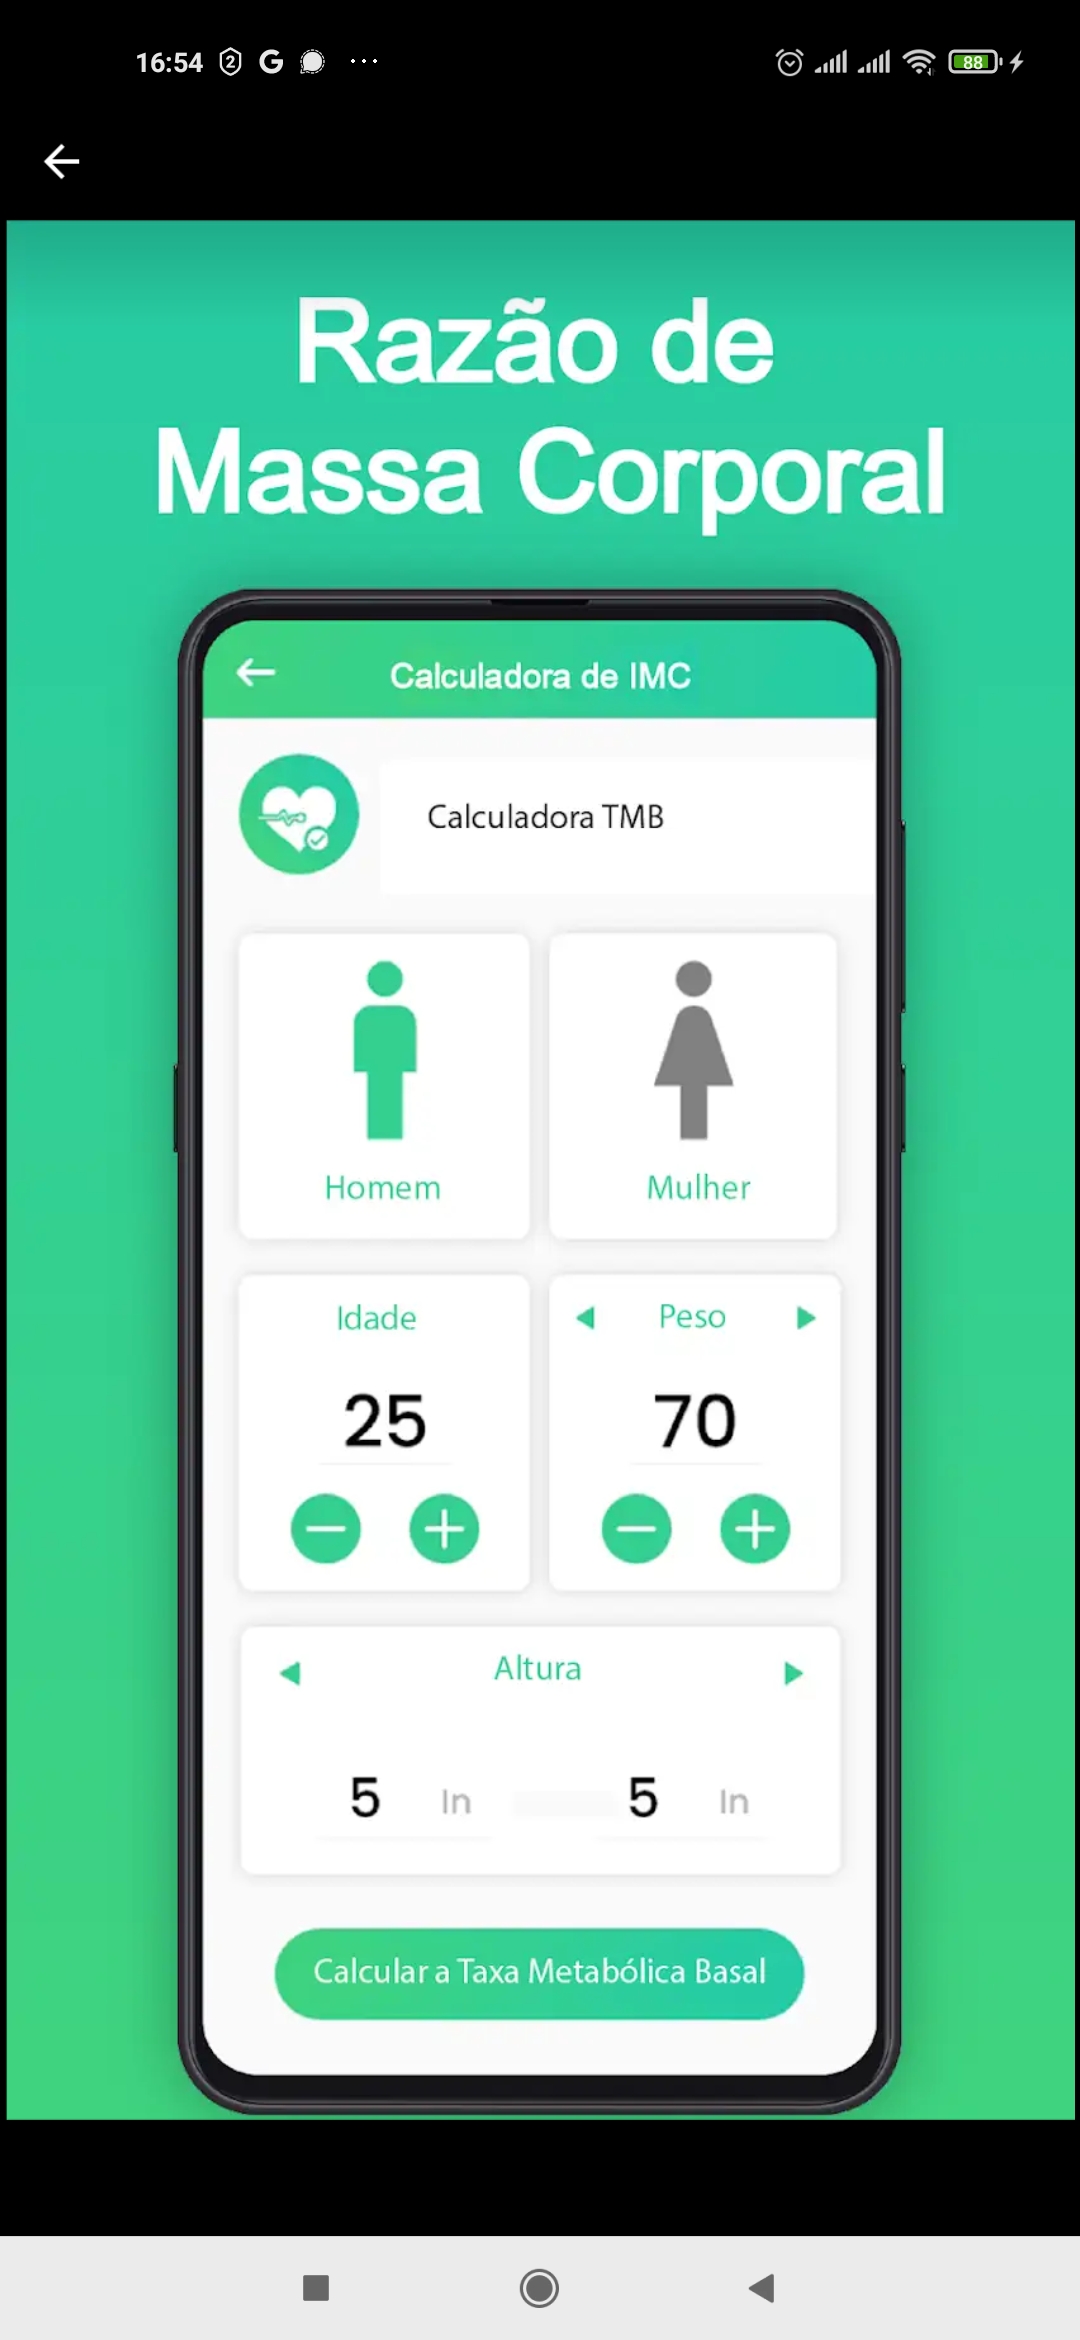 16:54 2 G ... 88
Razão de
Massa Corporal
Calculadora de IMC
Calculadora TMB
Homem
Mulher
Idade
Peso
25
70
Altura
5 In 5 In
Calcular a Taxa Metabólica Basal